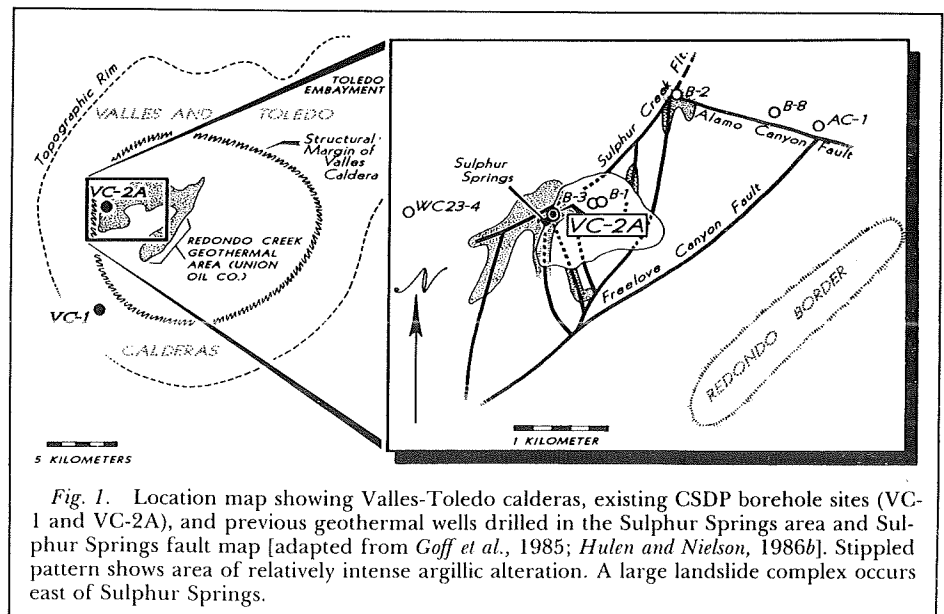 Topographic Rim
VALLES AND TOLEDO
TOLEDO
EMBAYMENT
Structural
Margin of
Valles
Caldera
VC-2A
REDONDO CREEK
GEOTHERMAL
AREA (UNION
OIL CO.)
VC-1
CALDERAS
5 KILOMETERS
Sulphur Creek Flt.
B-2
B-8
AC-1
Alamo Canyon Fault
Sulphur
Springs
B-3
B-1
WC23-4
VC-2A
Freelove Canyon Fault
N
REDONDO BORDER
1 KILOMETER
Fig. 1. Location map showing Valles-Toledo calderas, existing CSDP borehole sites (VC-
1 and VC-2A), and previous geothermal wells drilled in the Sulphur Springs area and Sul-
phur Springs fault map [adapted from Goff et al., 1985; Hulen and Nielson, 1986b]. Stippled
pattern shows area of relatively intense argillic alteration. A large landslide complex occurs
east of Sulphur Springs.